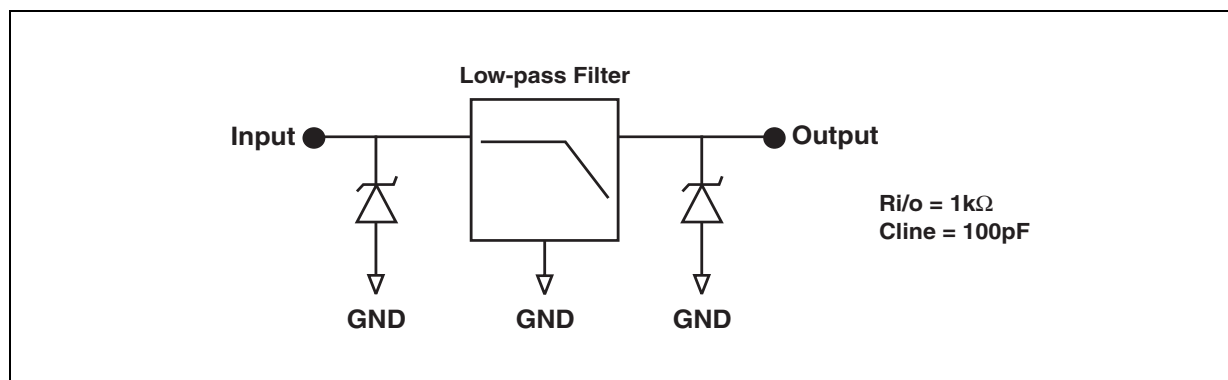 Low-pass Filter
Input
Output
Ri/o = 1kΩ
Cline = 100pF
GND
GND
GND